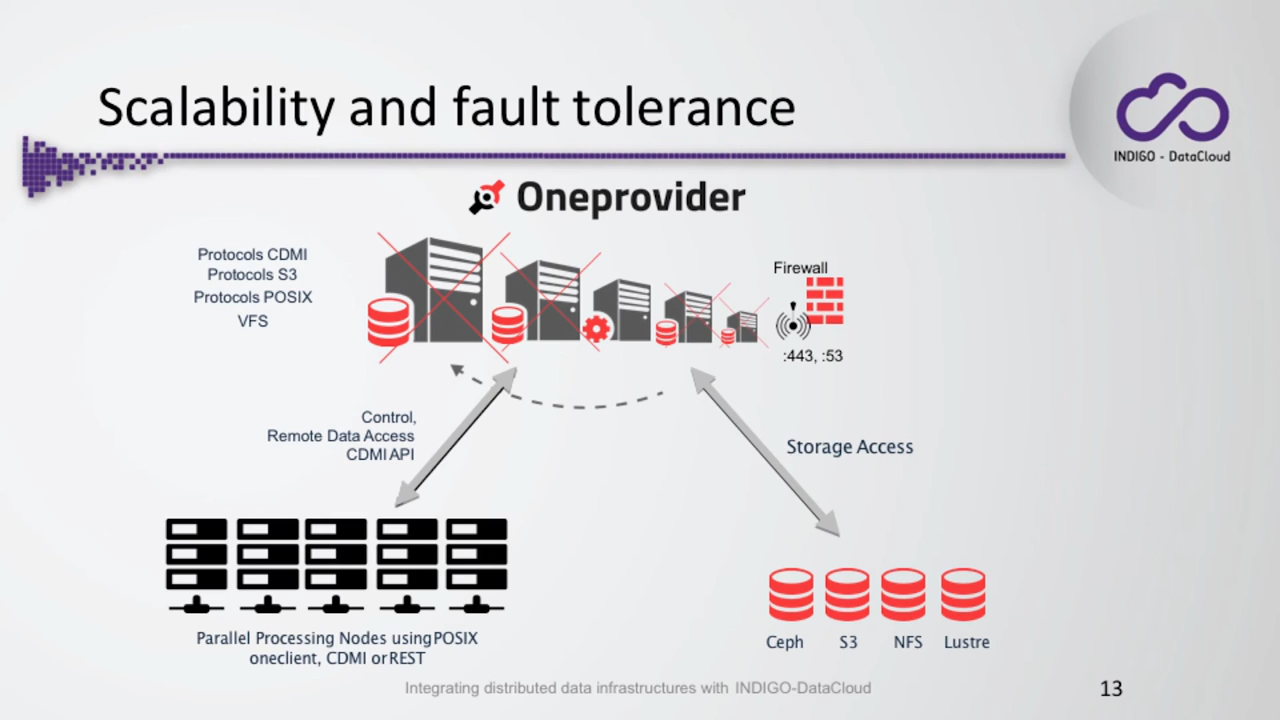 Scalability and fault tolerance
INDIGO - DataCloud
Oneprovider
Protocols CDMI
Protocols S3
Protocols POSIX
VFS
Firewall
:443, :53
Control,
Remote Data Access
CDMI API
Storage Access
Parallel Processing Nodes using POSIX
oneclient, CDMI or REST
Ceph S3 NFS Lustre
Integrating distributed data infrastructures with INDIGO-DataCloud
13